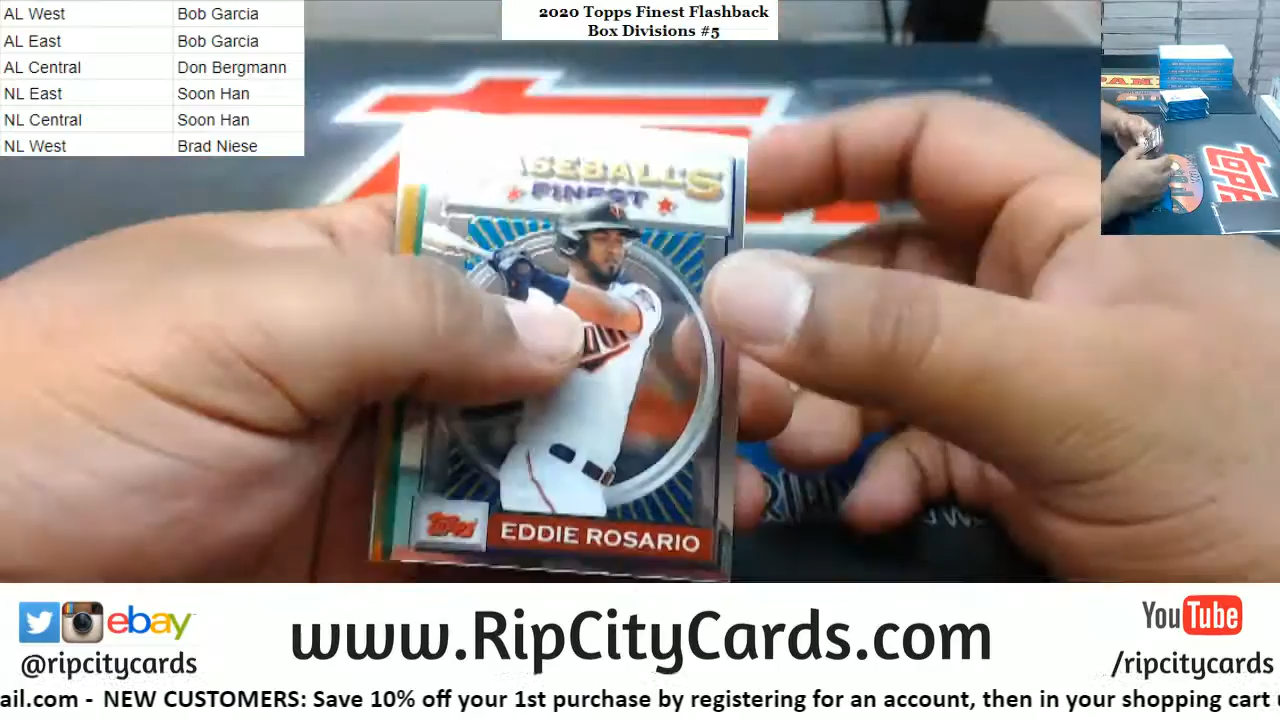 AL West Bob Garcia
AL East Bob Garcia
AL Central Don Bergmann
NL East Soon Han
NL Central Soon Han
NL West Brad Niese
2020 Topps Finest Flashback
Box Divisions #5
ASEBALL'S
FINEST
Topps
EDDIE ROSARIO
ebay
@ripcitycards
www.RipCityCards.com
YouTube
/ripcitycards
ail.com - NEW CUSTOMERS: Save 10% off your 1st purchase by registering for an account, then in your shopping cart